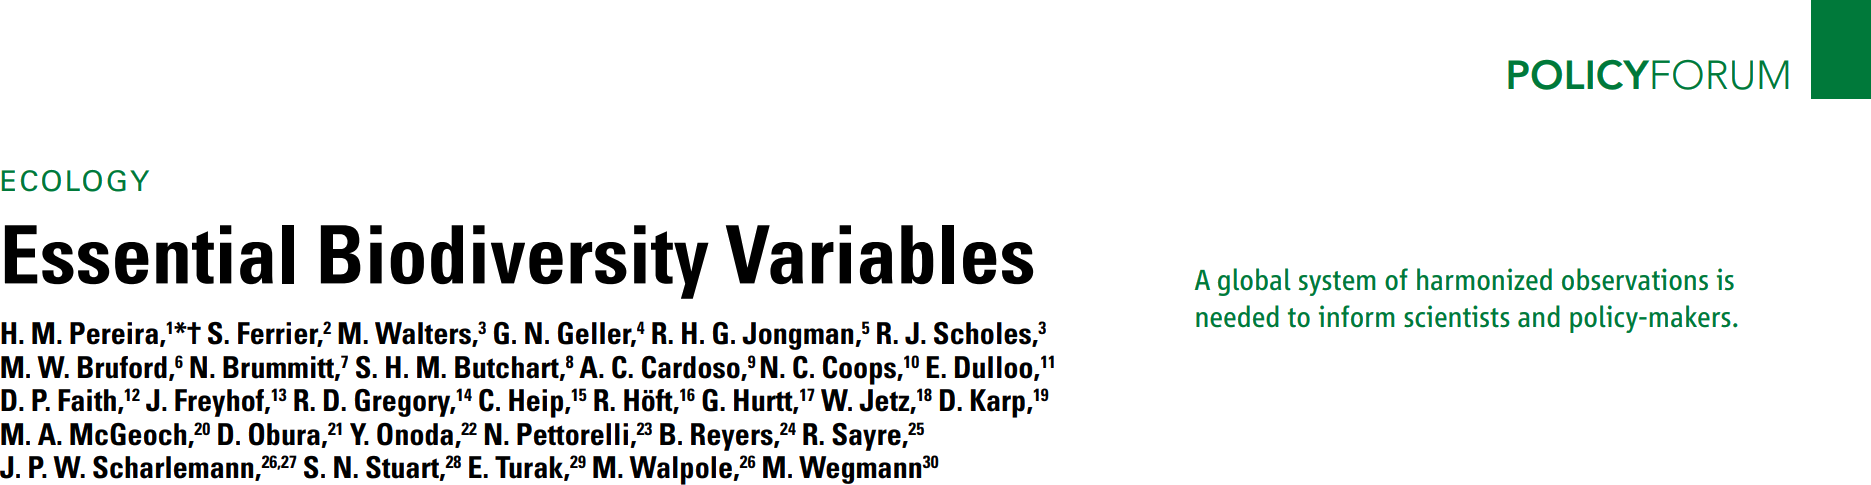 POLICYFORUM
ECOLOGY
Essential Biodiversity Variables
H. M. Pereira,1*† S. Ferrier,2 M. Walters,3 G. N. Geller,4 R. H. G. Jongman,5 R. J. Scholes,3
M. W. Bruford,6 N. Brummitt,7 S. H. M. Butchart,8 A. C. Cardoso,9 N. C. Coops,10 E. Dulloo,11
D. P. Faith,12 J. Freyhof,13 R. D. Gregory,14 C. Heip,15 R. Höft,16 G. Hurtt,17 W. Jetz,18 D. Karp,19
M. A. McGeoch,20 D. Obura,21 Y. Onoda,22 N. Pettorelli,23 B. Reyers,24 R. Sayre,25
J. P. W. Scharlemann,26,27 S. N. Stuart,28 E. Turak,29 M. Walpole,26 M. Wegmann30
A global system of harmonized observations is
needed to inform scientists and policy-makers.